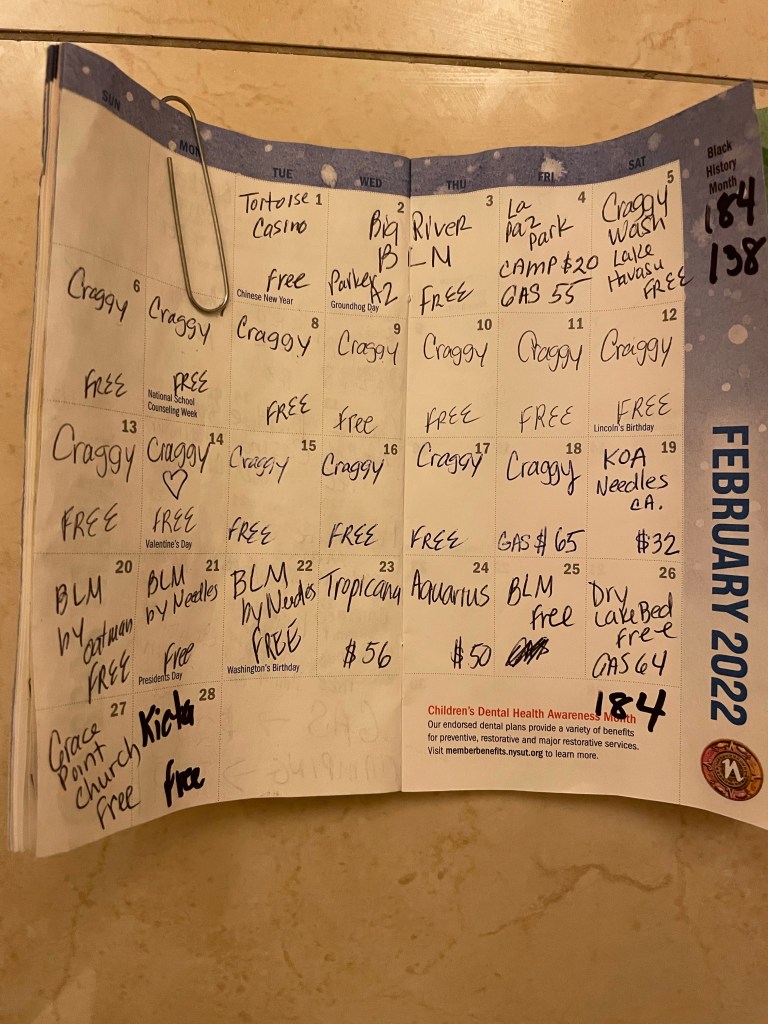 SUN
MON
TUE
WED
THU
FRI
SAT
Black
History
Month
184
138
FEBRUARY 2022
1
Tortoise
Casino
free
Chinese New Year
2 3
Big River
BLM
Parker
AZ
FREE
Groundhog Day
4
La
Paz
Park
CAMP $20
GAS 55
5
Craggy
Wash
Lake
Havasu
FREE
6
Craggy
FREE
Craggy
FREE
National School
Counseling Week
8
Craggy
FREE
9
Craggy
free
10
Craggy
FREE
11
Craggy
FREE
12
Craggy
FREE
Lincoln's Birthday
13
Craggy
FREE
14
Craggy
FREE
Valentine's Day
15
Craggy
FREE
16
Craggy
FREE
17
Craggy
FREE
18
Craggy
GAS $65
19
KOA
Needles
CA.
$32
20
BLM
by Oatman
FREE
21
BLM
by Needles
Free
Presidents Day
22
BLM
by Needles
FREE
Washington's Birthday
23
Tropicana
$56
24
Aquarius
$50
25
BLM
free
26
Dry
Lake Bed
free
GAS 64
27
Grace
Point
Church
Free
28
free
184
Children's Dental Health Awareness Month
Our endorsed dental plans provide a variety of benefits
for preventive, restorative and major restorative services.
Visit memberbenefits.nysut.org to learn more.